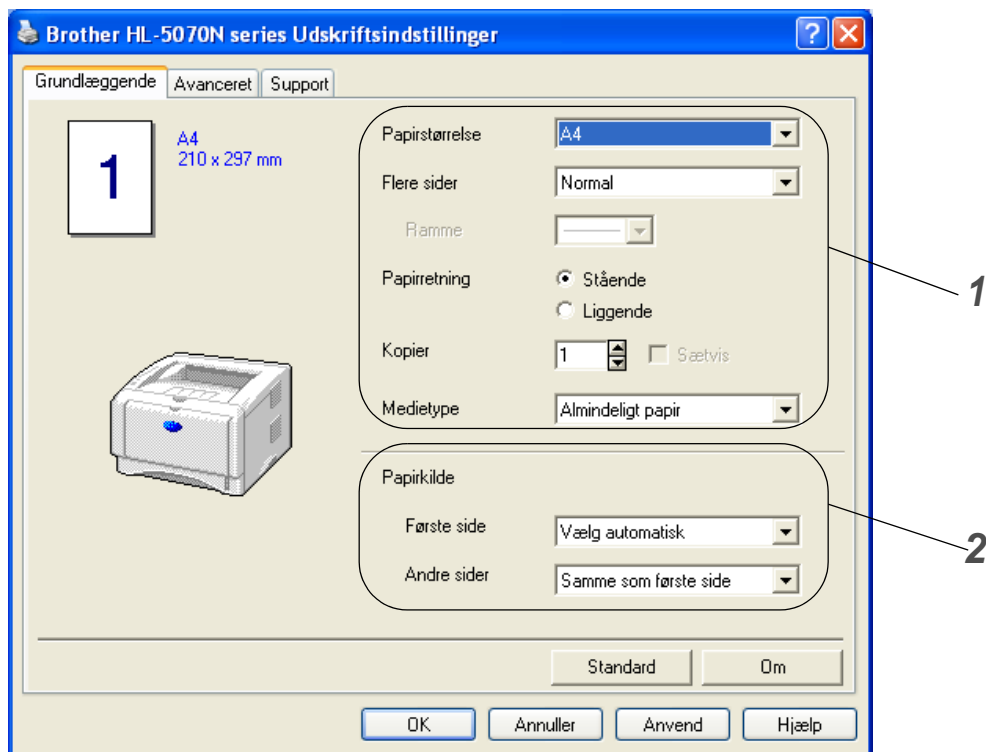 Brother HL-5070N series Udskriftsindstillinger
Grundlæggende Avanceret Support
1
A4
210 x 297 mm
Papirstørrelse A4
Flere sider Normal
Ramme
Papirretning Stående
Liggende
Kopier 1 Sætvis
Medietype Almindeligt papir
1
Papirkilde
Første side Vælg automatisk
Andre sider Samme som første side
2
Standard Om
OK Annuller Anvend Hjælp